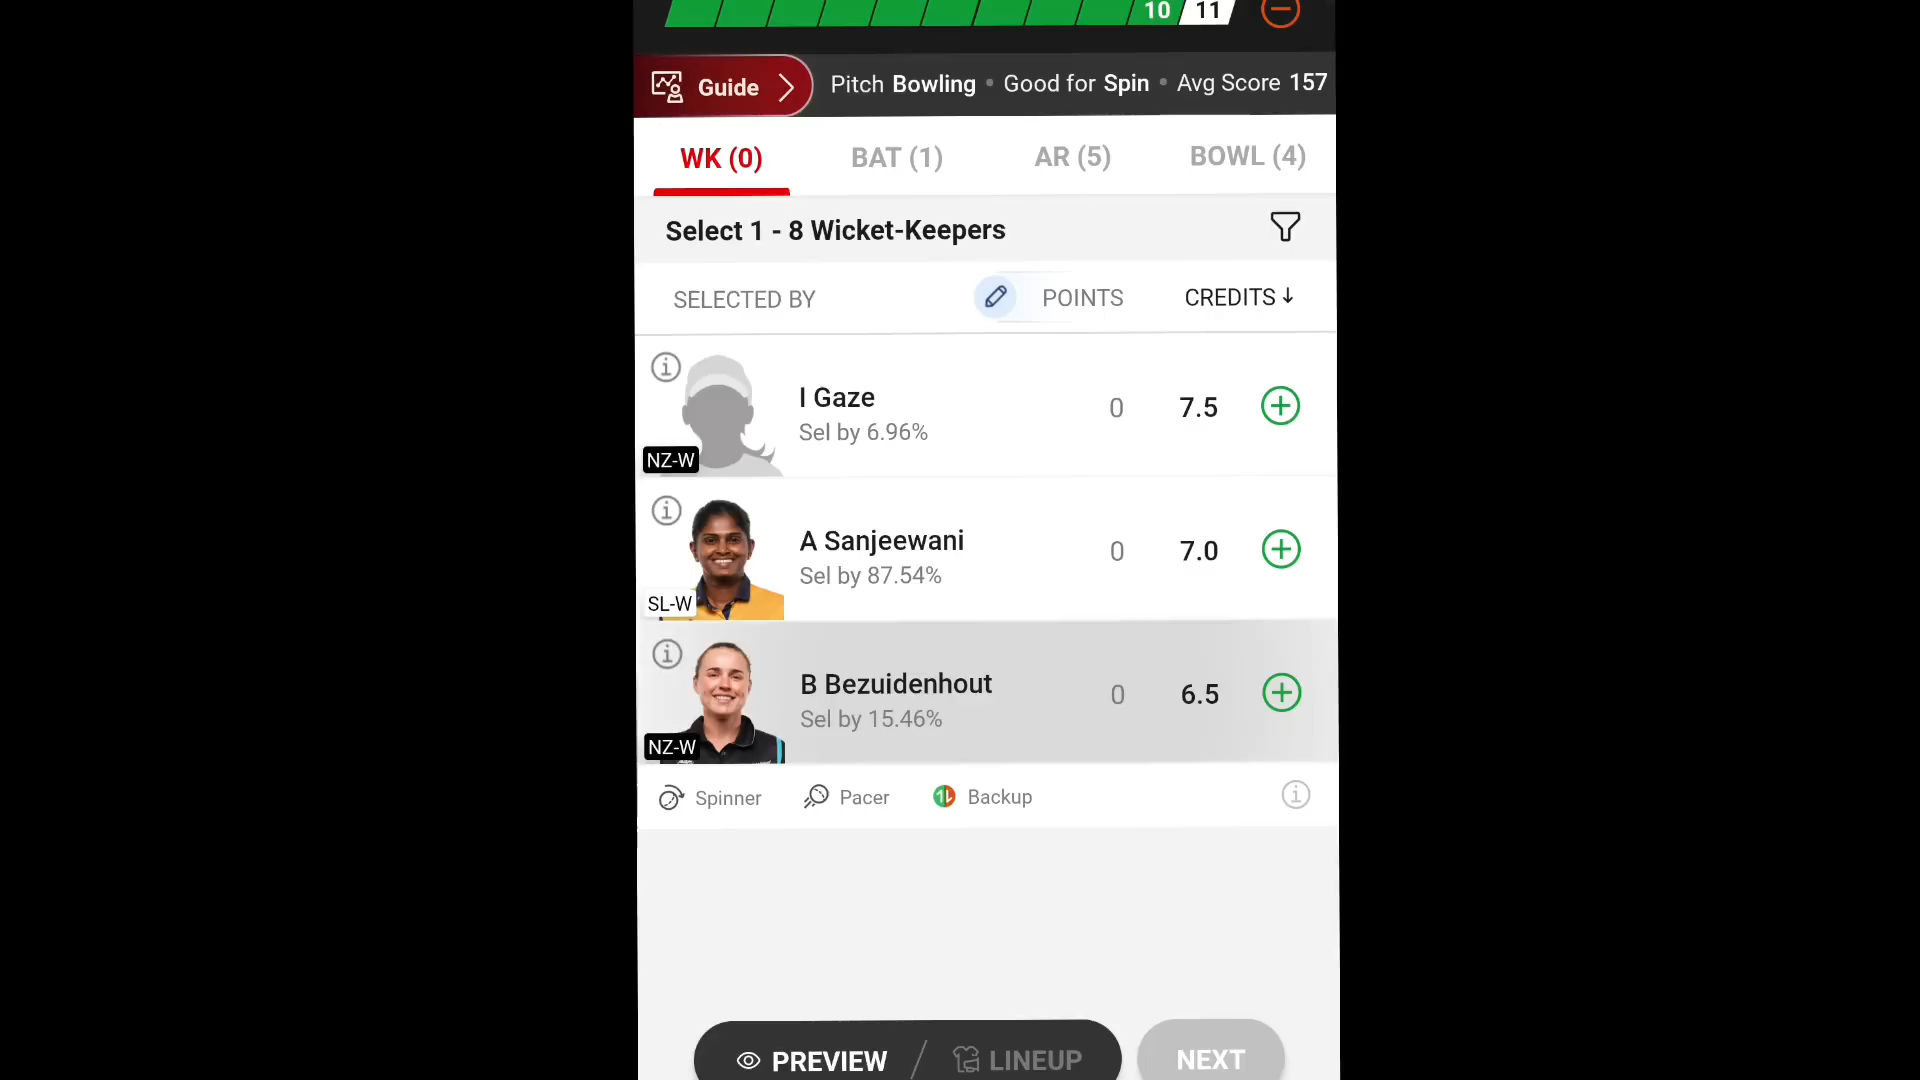 10 11
Guide Pitch Bowling • Good for Spin • Avg Score 157
WK (0) BAT (1) AR (5) BOWL (4)
Select 1 - 8 Wicket-Keepers
SELECTED BY POINTS CREDITS↓
I Gaze 0 7.5
Sel by 6.96%
NZ-W
A Sanjeewani 0 7.0
Sel by 87.54%
SL-W
B Bezuidenhout 0 6.5
Sel by 15.46%
NZ-W
Spinner Pacer Backup
PREVIEW LINEUP NEXT